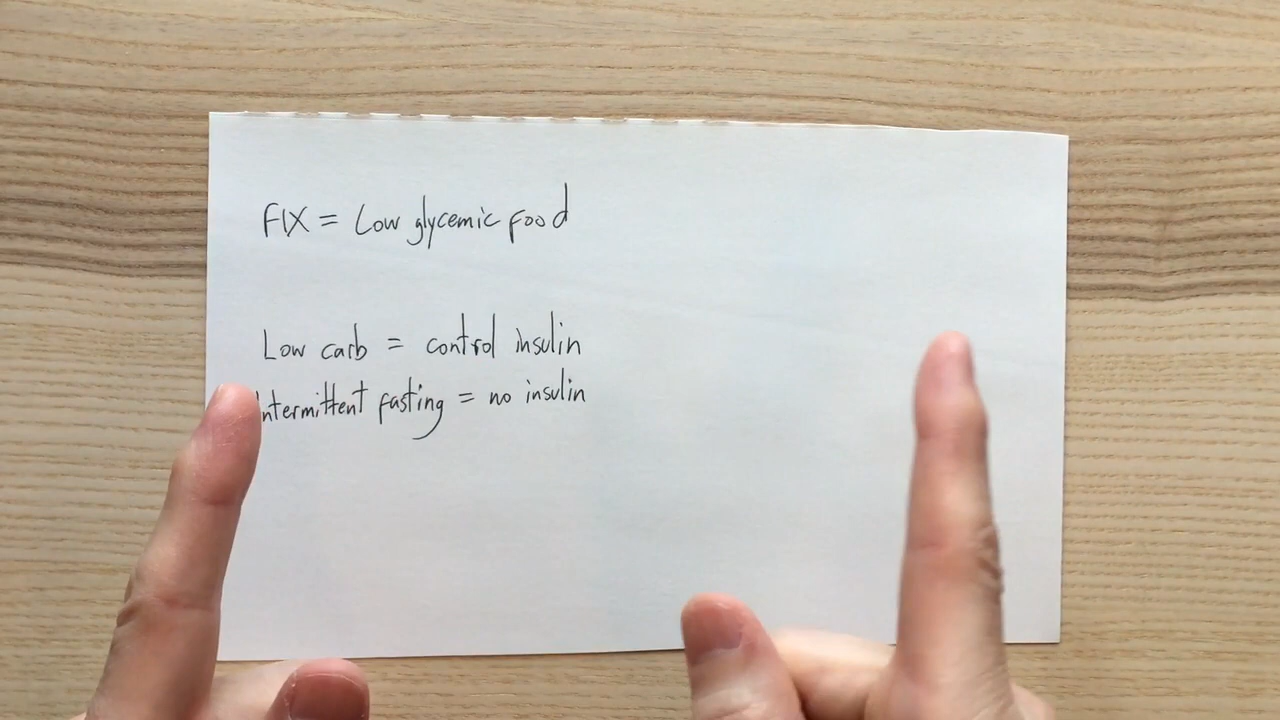 FIX = Low glycemic food
Low carb = control insulin
Intermittent fasting = no insulin